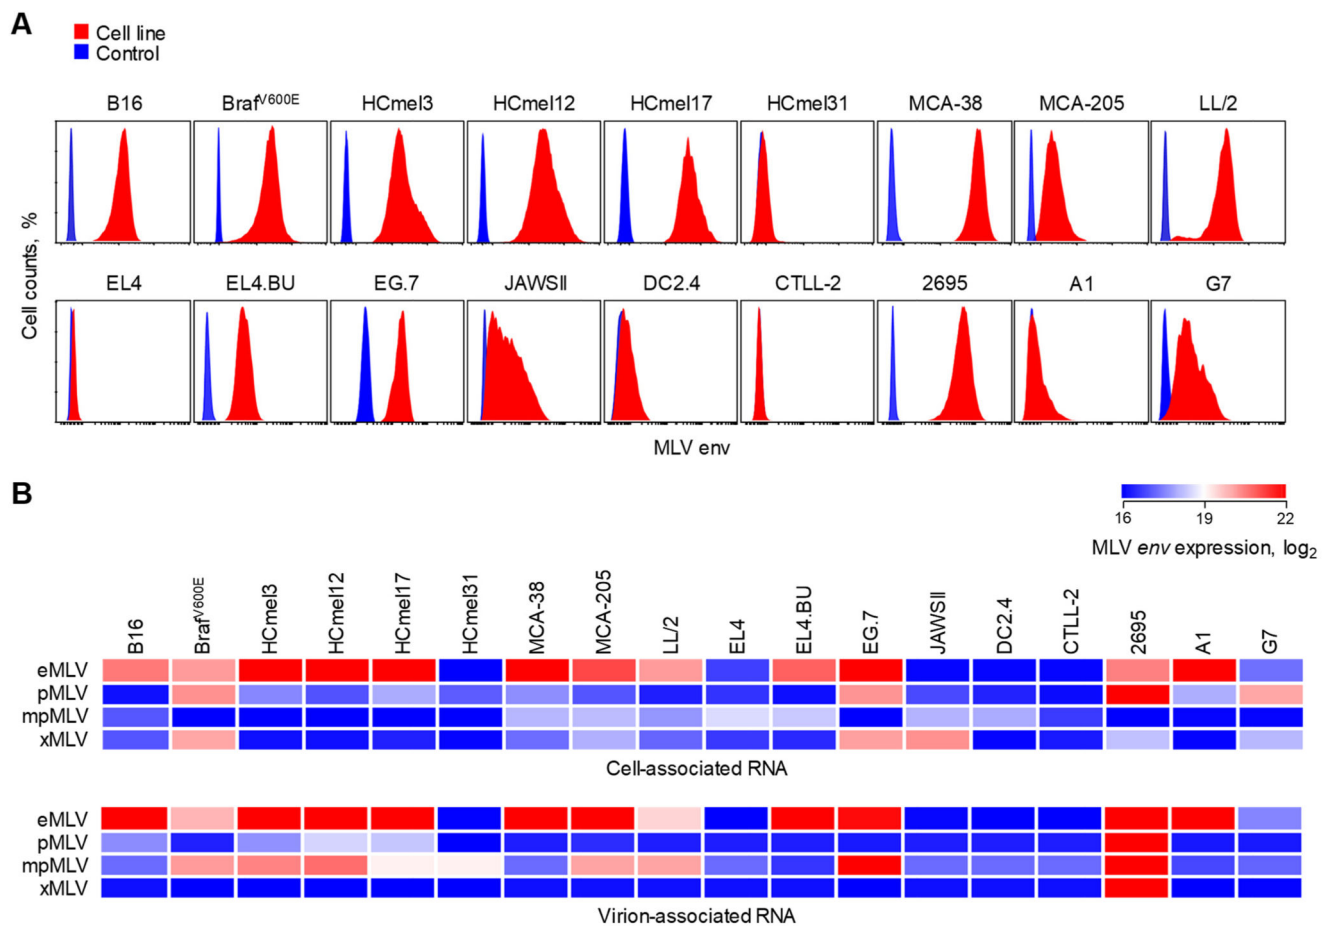 A
Cell line
Control
B16 BrafV600E HCmel3 HCmel12 HCmel17 HCmel31 MCA-38 MCA-205 LL/2
Cell counts, %
EL4 EL4.BU EG.7 JAWSII DC2.4 CTLL-2 2695 A1 G7
MLV env
B
16 19 22
MLV env expression, log2
B16 BrafV600E HCmel3 HCmel12 HCmel17 HCmel31 MCA-38 MCA-205 LL/2 EL4 EL4.BU EG.7 JAWSII DC2.4 CTLL-2 2695 A1 G7
eMLV
pMLV
mpMLV
xMLV
Cell-associated RNA
eMLV
pMLV
mpMLV
xMLV
Virion-associated RNA